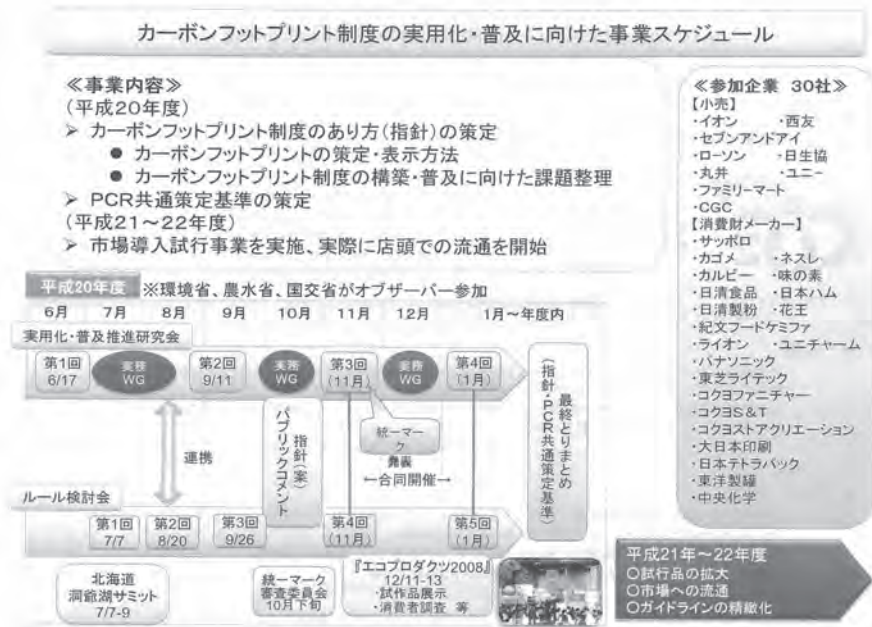 カーボンフットプリント制度の実用化・普及に向けた事業スケジュール
≪事業内容≫
(平成20年度)
➢ カーボンフットプリント制度のあり方(指針)の策定
● カーボンフットプリントの策定・表示方法
● カーボンフットプリント制度の構築・普及に向けた課題整理
➢ PCR共通策定基準の策定
(平成21～22年度)
➢ 市場導入試行事業を実施、実際に店頭での流通を開始
≪参加企業 30社≫
【小売】
・イオン ・西友
・セブンアンドアイ
・ローソン ・日生協
・丸井 ・ユニー
・ファミリーマート
・CGC
【消費財メーカー】
・サッポロ
・カゴメ ・ネスレ
・カルビー ・味の素
・日清食品 ・日本ハム
・日清製粉 ・花王
・紀文フードケミファ
・ライオン ・ユニチャーム
・パナソニック
・東芝ライテック
・コクヨファニチャー
・コクヨS&T
・コクヨストアクリエーション
・大日本印刷
・日本テトラパック
・東洋製罐
・中央化学
平成20年度 ※環境省、農水省、国交省がオブザーバー参加
6月 7月 8月 9月 10月 11月 12月 1月～年度内
実用化・普及推進研究会
第1回
6/17
実務
WG
第2回
9/11
実務
WG
第3回
(11月)
実務
WG
第4回
(1月)
連携
指針(案)
パブリックコメント
統一マー
ク
発表
←合同開催→
最終とりまとめ
(指針・PCR共通策定基準)
ルール検討会
第1回
7/7
第2回
8/20
第3回
9/26
第4回
(11月)
第5回
(1月)
北海道
洞爺湖サミット
7/7-9
統一マーク
審査委員会
10月下旬
『エコプロダクツ2008』
12/11-13
・試作品展示
・消費者調査 等
平成21年～22年度
○試行品の拡大
○市場への流通
○ガイドラインの精緻化